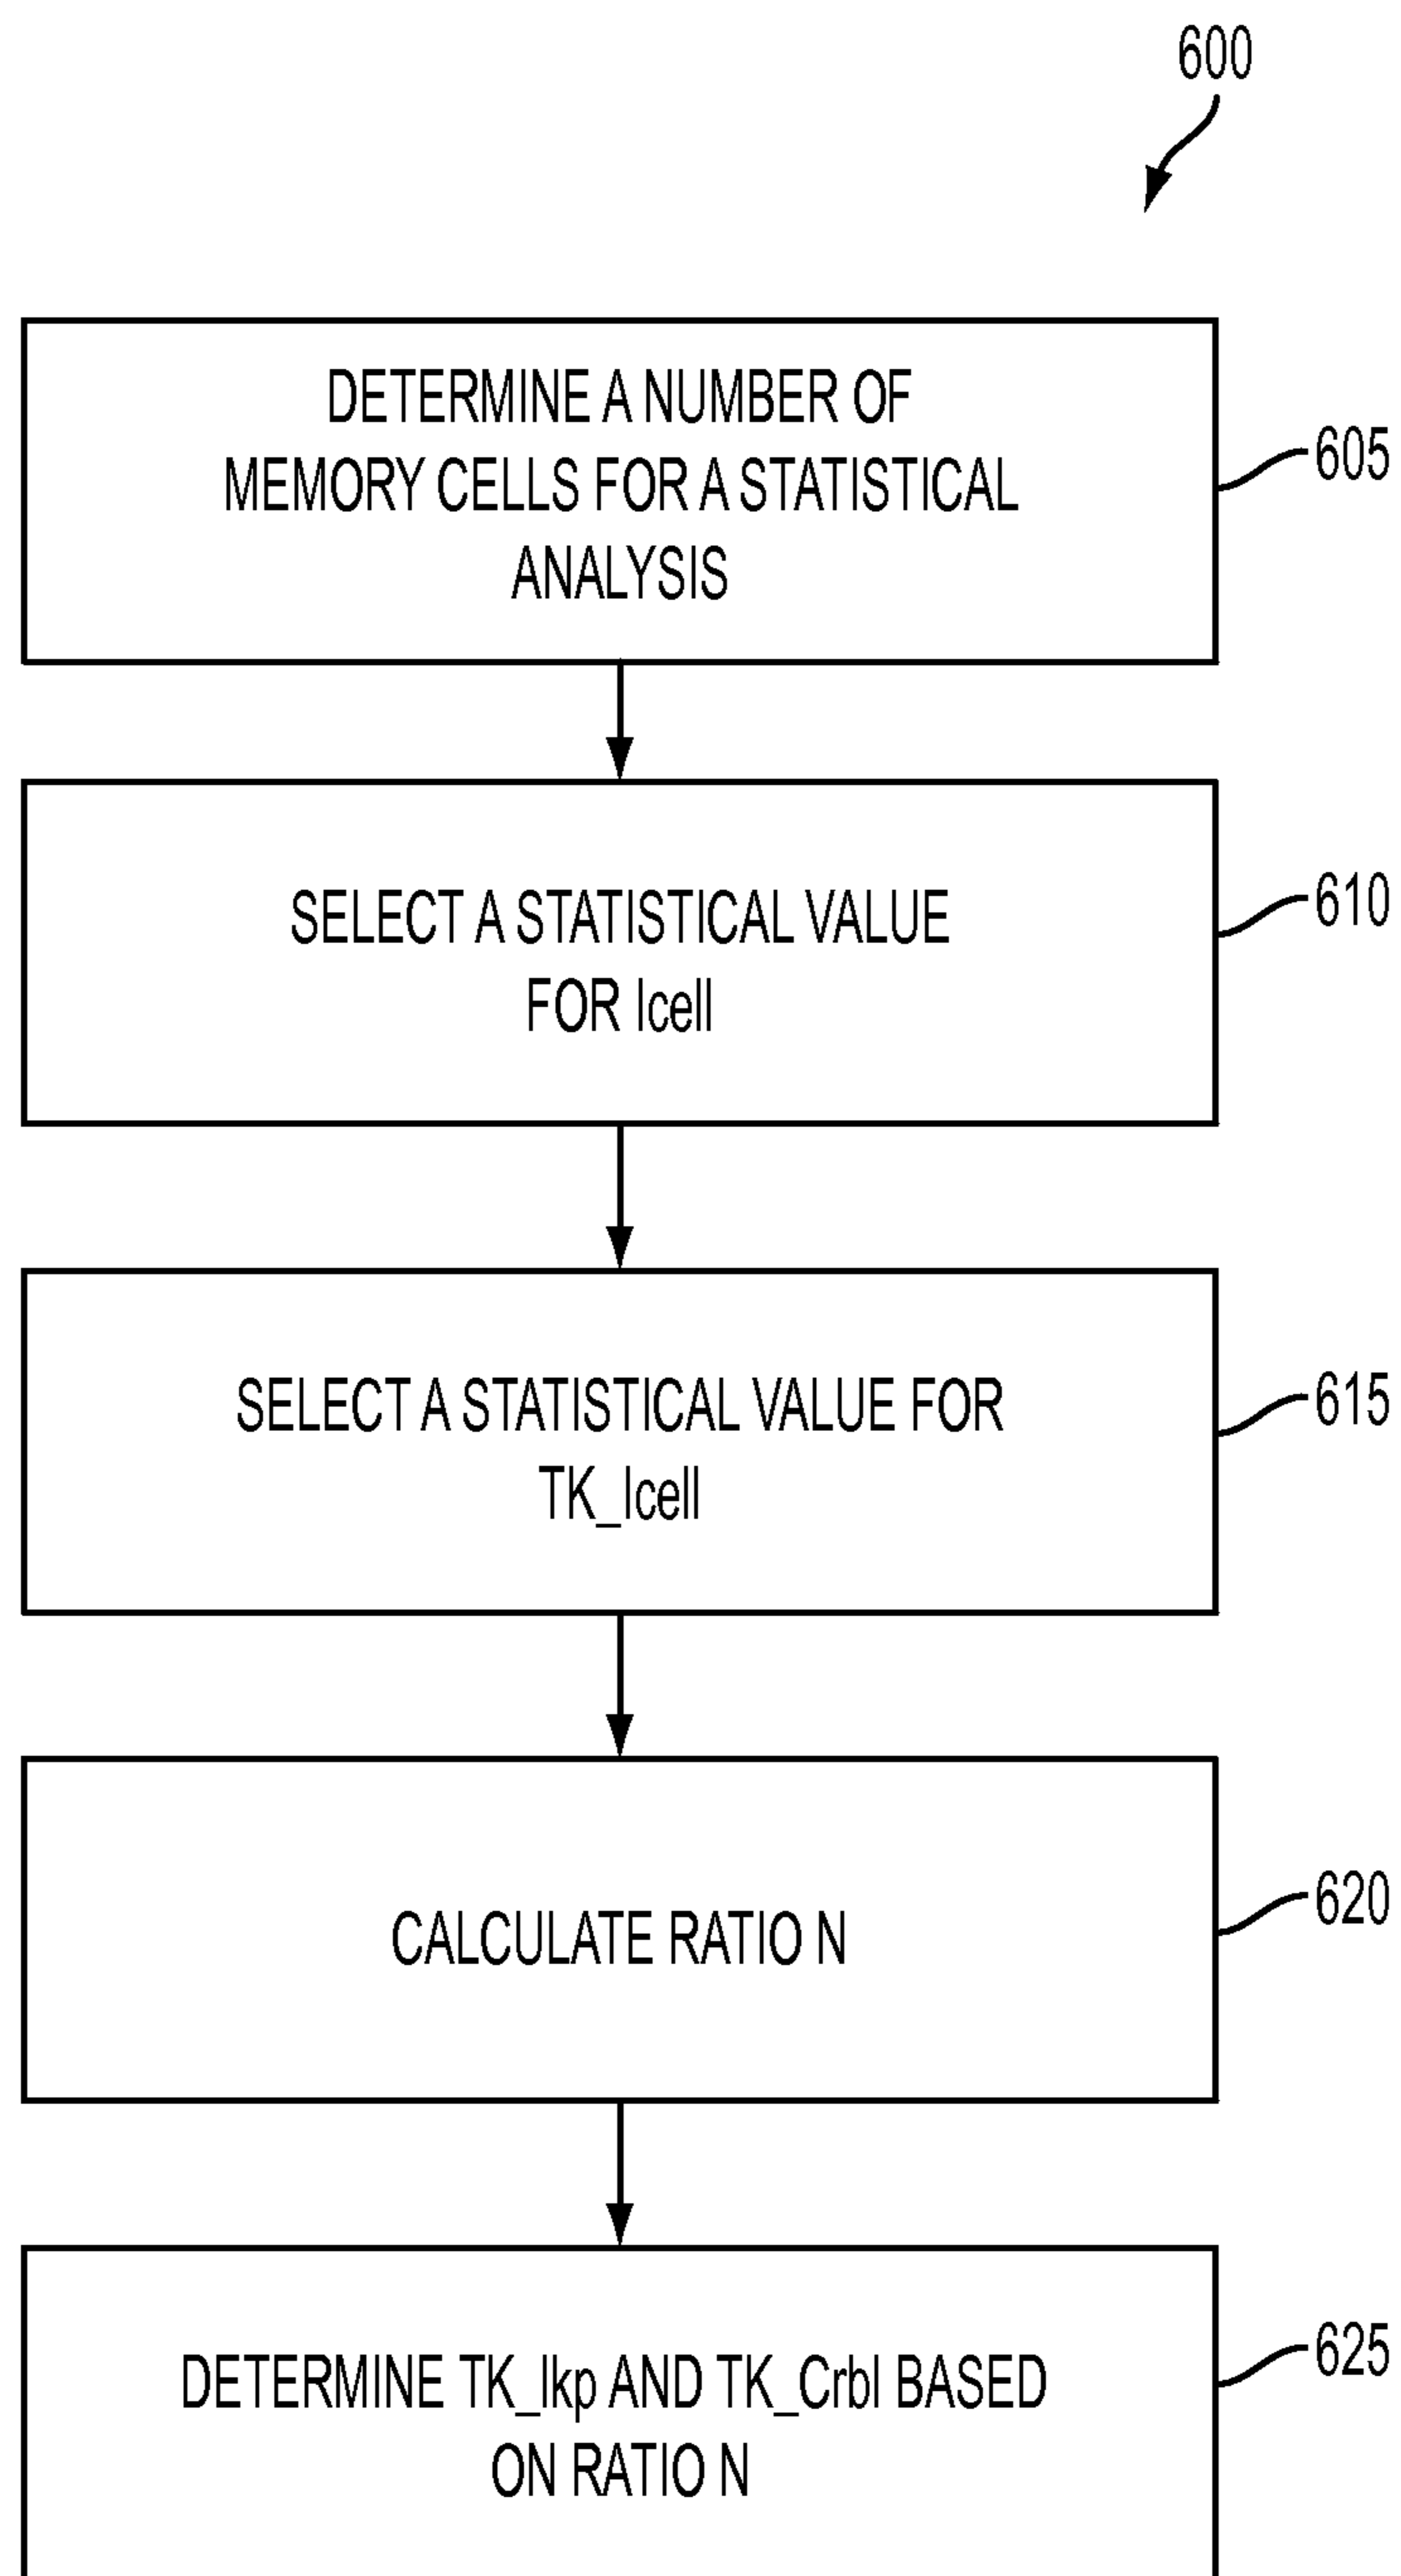 600
DETERMINE A NUMBER OF
MEMORY CELLS FOR A STATISTICAL
ANALYSIS
605
SELECT A STATISTICAL VALUE
FOR Icell
610
SELECT A STATISTICAL VALUE FOR
TK_Icell
615
CALCULATE RATIO N
620
DETERMINE TK_Ikp AND TK_Crbl BASED
ON RATIO N
625